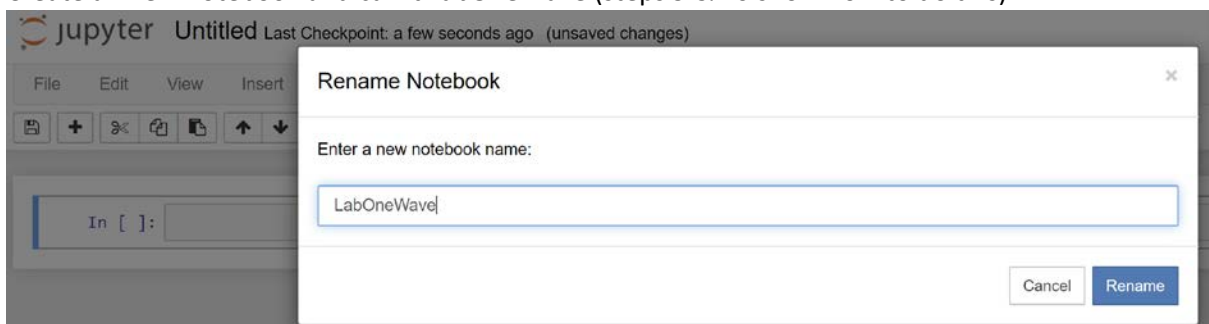 jupyter Untitled Last Checkpoint: a few seconds ago (unsaved changes)
File Edit View Insert
Rename Notebook
×
Enter a new notebook name:
LabOneWave
In [ ]:
Cancel Rename